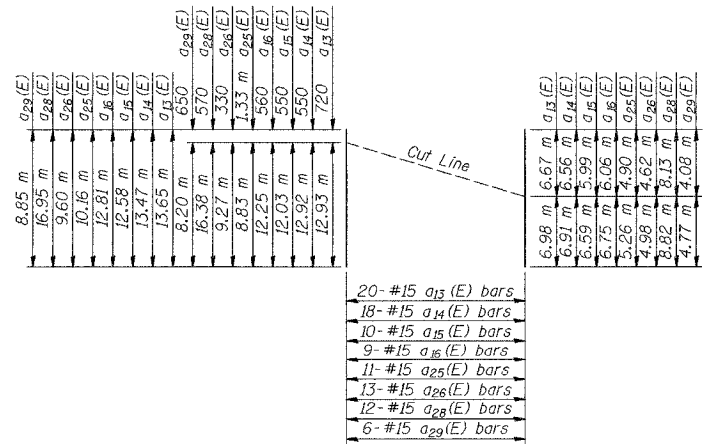 a29(E)
a28(E)
a26(E)
a25(E)
a16(E)
a15(E)
a14(E)
a13(E)
8.85 m
16.95 m
9.60 m
10.16 m
12.81 m
12.58 m
13.47 m
13.65 m
a29(E)
a28(E)
a26(E)
a25(E)
a16(E)
a15(E)
a14(E)
a13(E)
650
570
330
1.33 m
560
550
550
720
8.20 m
16.38 m
9.27 m
8.83 m
12.25 m
12.03 m
12.92 m
12.93 m
Cut Line
a13(E)
a14(E)
a15(E)
a16(E)
a25(E)
a26(E)
a28(E)
a29(E)
6.67 m
6.56 m
5.99 m
6.06 m
4.90 m
4.62 m
8.13 m
4.08 m
6.98 m
6.91 m
6.59 m
6.75 m
5.26 m
4.98 m
8.82 m
4.77 m
20- #15 a13(E) bars
18- #15 a14(E) bars
10- #15 a15(E) bars
9- #15 a16(E) bars
11- #15 a25(E) bars
13- #15 a26(E) bars
12- #15 a28(E) bars
6- #15 a29(E) bars